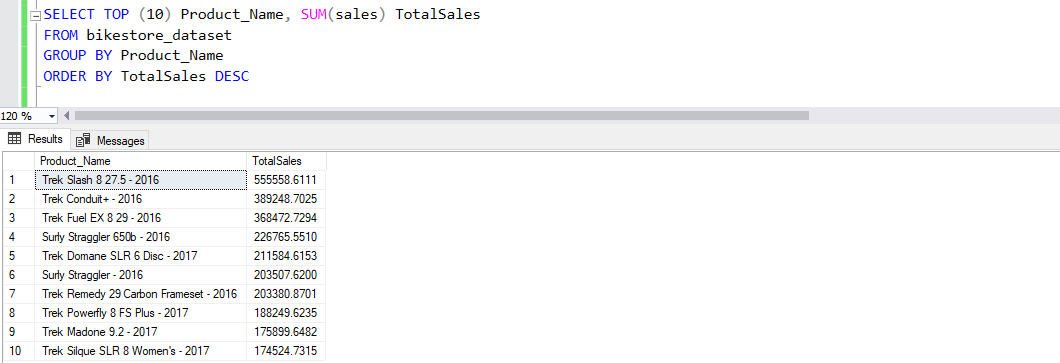 SELECT TOP (10) Product_Name, SUM(sales) TotalSales
FROM bikestore_dataset
GROUP BY Product_Name
ORDER BY TotalSales DESC
120 %
Results Messages
Product_Name TotalSales
1 Trek Slash 8 27.5 - 2016 555558.6111
2 Trek Conduit+ - 2016 389248.7025
3 Trek Fuel EX 8 29 - 2016 368472.7294
4 Surly Straggler 650b - 2016 226765.5510
5 Trek Domane SLR 6 Disc - 2017 211584.6153
6 Surly Straggler - 2016 203507.6200
7 Trek Remedy 29 Carbon Frameset - 2016 203380.8701
8 Trek Powerfly 8 FS Plus - 2017 188249.6235
9 Trek Madone 9.2 - 2017 175899.6482
10 Trek Silque SLR 8 Women's - 2017 174524.7315